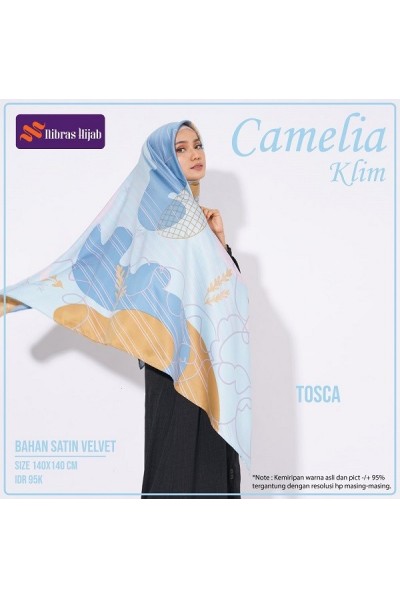 Nibras Hijab
Camelia
Klim
TOSCA
BAHAN SATIN VELVET
SIZE 140X140 CM
IDR 95K
*Note : Kemiripan warna asli dan pict -/+ 95%
tergantung dengan resolusi hp masing-masing.